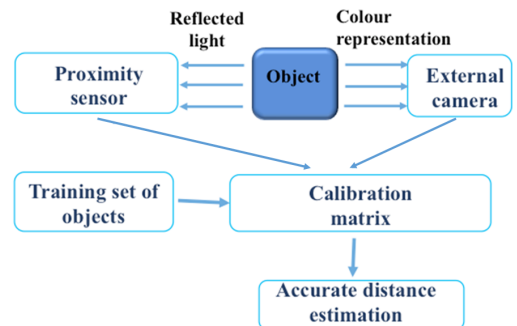 Reflected
light
Colour
representation
Proximity
sensor
Object
External
camera
Training set of
objects
Calibration
matrix
Accurate distance
estimation